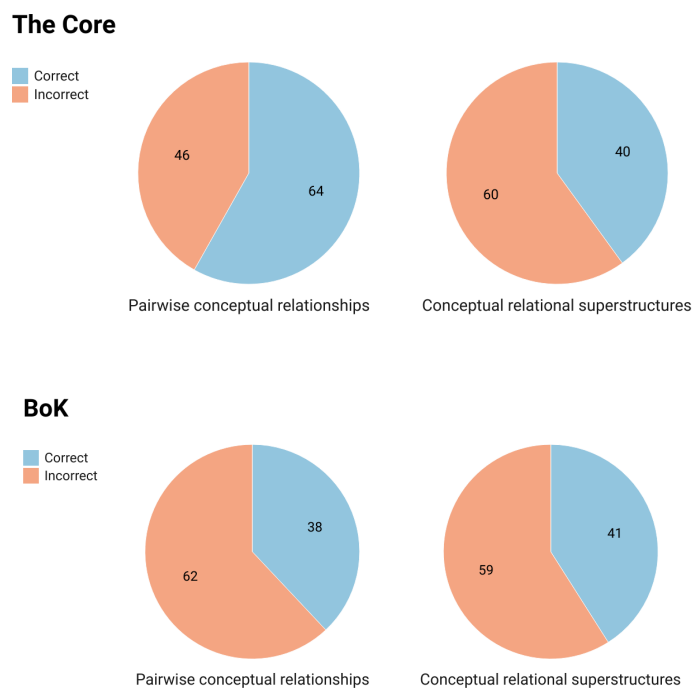 The Core
Correct
Incorrect
46
64
40
60
Pairwise conceptual relationships
Conceptual relational superstructures
BoK
Correct
Incorrect
38
62
41
59
Pairwise conceptual relationships
Conceptual relational superstructures